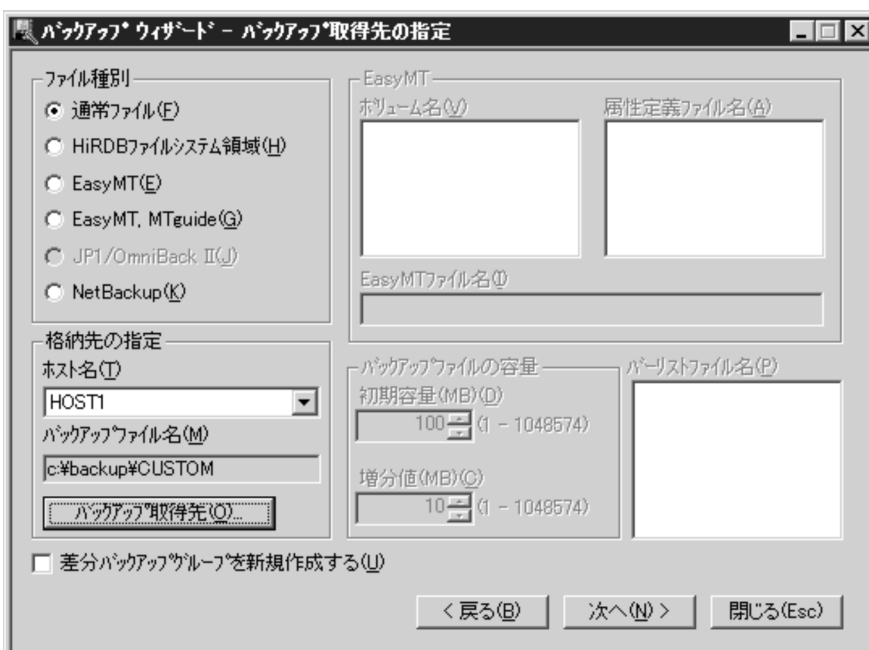 バックアップ ウィザード - バックアップ取得先の指定
ファイル種別
通常ファイル(F)
HiRDBファイルシステム領域(H)
EasyMT(E)
EasyMT, MTguide(G)
JP1/OmniBack II(J)
NetBackup(K)
格納先の指定
ホスト名(T)
HOST1
バックアップファイル名(M)
c:¥backup¥CUSTOM
バックアップ取得先(O)...
EasyMT
ボリューム名(V)
属性定義ファイル名(A)
EasyMTファイル名(I)
バックアップファイルの容量
初期容量(MB)(D)
100 (1 - 1048574)
増分値(MB)(C)
10 (1 - 1048574)
バーリストファイル名(P)
差分バックアップグループを新規作成する(U)
< 戻る(B)
次へ(N) >
閉じる(Esc)